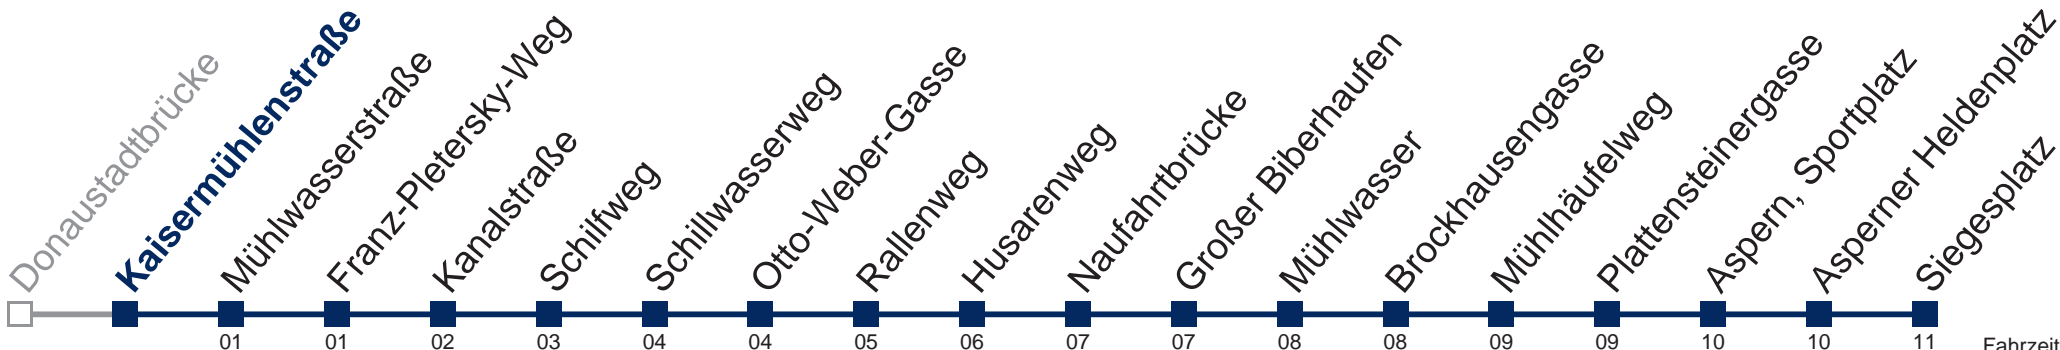 Donaustadtbrücke
Kaisermühlenstraße
Mühlwasserstraße
Franz-Pletersky-Weg
Kanalstraße
Schilfweg
Schillwasserweg
Otto-Weber-Gasse
Rallenweg
Husarenweg
Naufahrtbrücke
Großer Biberhaufen
Mühlwasser
Brockhausengasse
Mühlhäufelweg
Plattensteinergasse
Aspern, Sportplatz
Asperner Heldenplatz
Siegesplatz
01 01 02 03 04 04 05 06 07 07 08 08 09 09 10 10 11 Fahrzeit